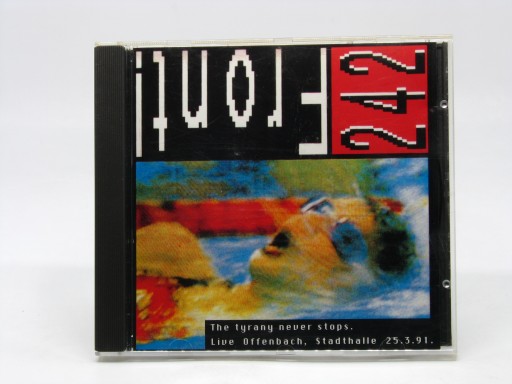 Front 242
The tyrany never stops.
Live Offenbach, Stadthalle 25.3.91.